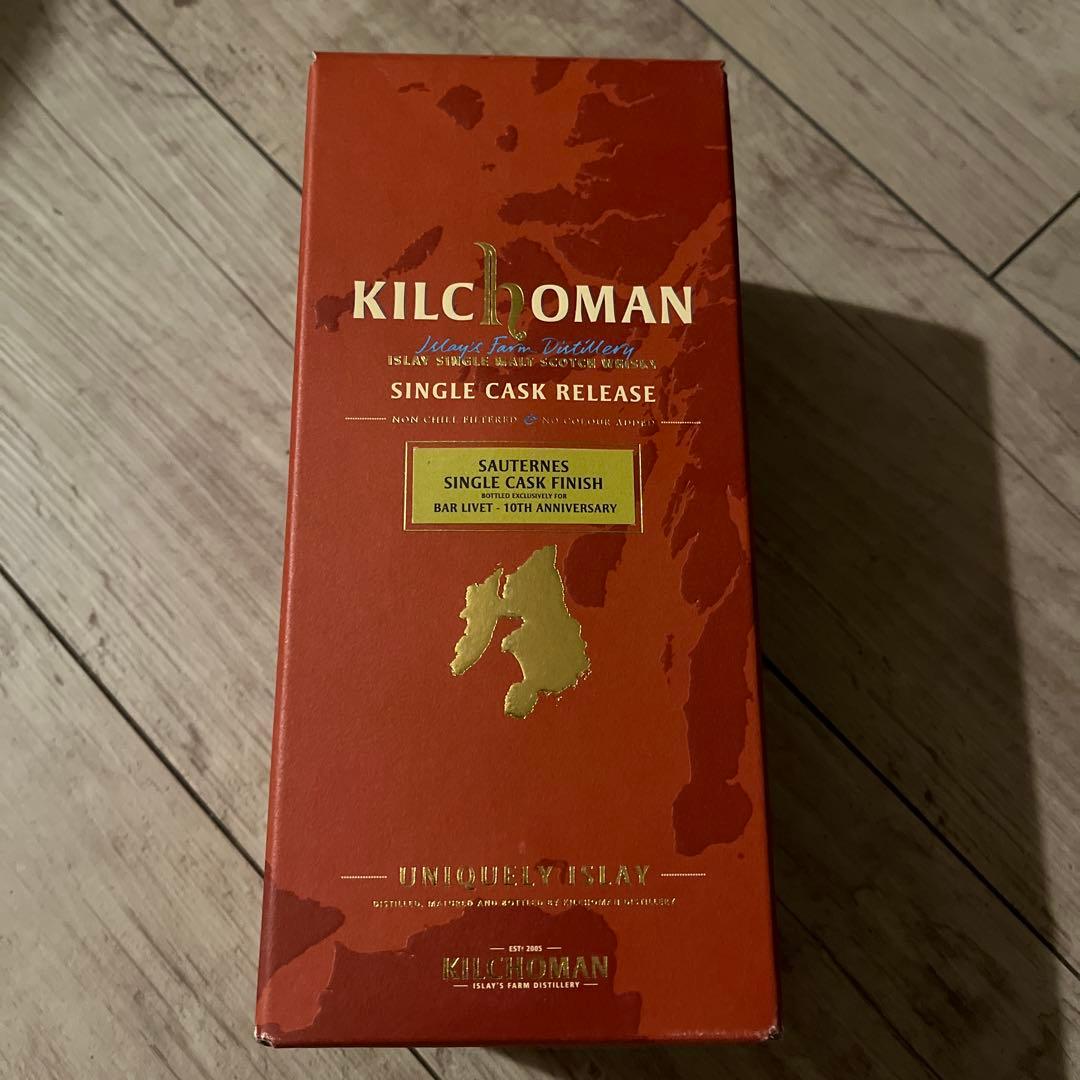 KILCHOMAN
Islay's Farm Distillery
ISLAY SINGLE MALT SCOTCH WHISKY
SINGLE CASK RELEASE
NON CHILL FILTERED & NO COLOUR ADDED
SAUTERNES
SINGLE CASK FINISH
BOTTLED EXCLUSIVELY FOR
BAR LIVET - 10TH ANNIVERSARY
UNIQUELY ISLAY
DISTILLED, MATURED AND BOTTLED BY KILCHOMAN DISTILLERY
ESTD 2005
KILCHOMAN
ISLAY'S FARM DISTILLERY